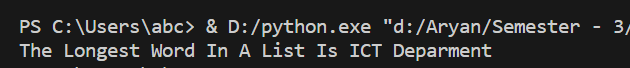 PS C:\Users\abc> & D:/python.exe "d:/Aryan/Semester - 3/
The Longest Word In A List Is ICT Deparment